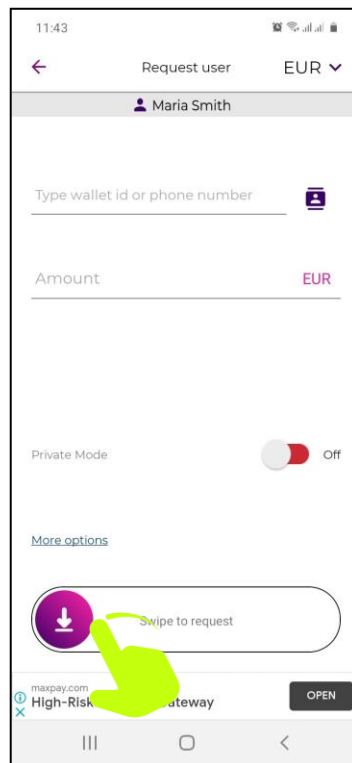 11:43
Request user
EUR
Maria Smith
Type wallet id or phone number
Amount
EUR
Private Mode
Off
More options
Swipe to request
maxpay.com
High-Risk
OPEN